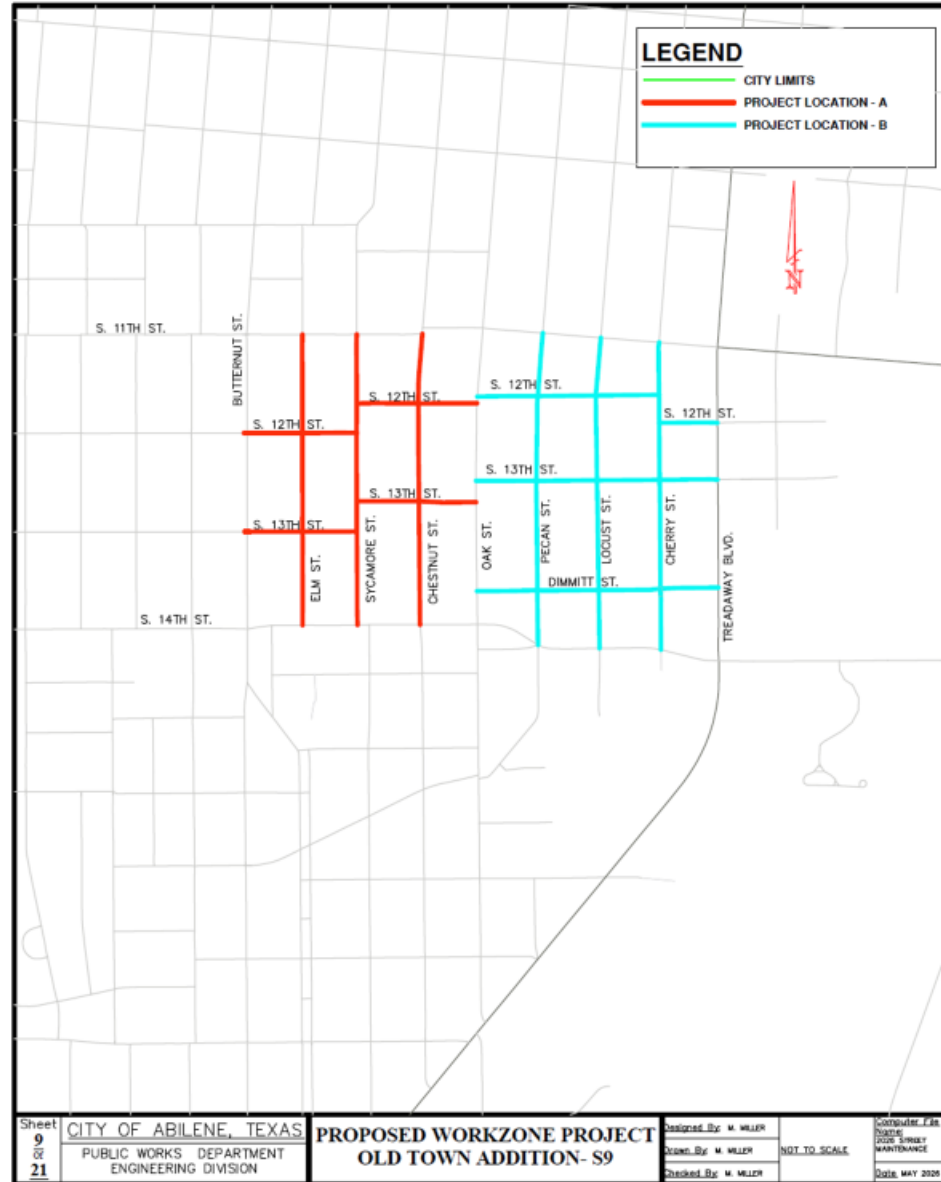 LEGEND
CITY LIMITS
PROJECT LOCATION - A
PROJECT LOCATION - B
N
S. 11TH ST.
BUTTERNUT ST.
S. 12TH ST.
S. 12TH ST.
S. 12TH ST.
S. 12TH ST.
S. 13TH ST.
S. 13TH ST.
S. 13TH ST.
ELM ST.
SYCAMORE ST.
CHESTNUT ST.
OAK ST.
PECAN ST.
LOCUST ST.
CHERRY ST.
DIMMITT ST.
TREADAWAY BLVD.
S. 14TH ST.
Sheet
9
of
21
CITY OF ABILENE, TEXAS
PUBLIC WORKS DEPARTMENT
ENGINEERING DIVISION
PROPOSED WORKZONE PROJECT
OLD TOWN ADDITION- S9
Designed By: M. MILLER
Drawn By: M. MILLER
Checked By: M. MILLER
NOT TO SCALE
Computer File
Name:
2026 STREET
MAINTENANCE
Date: MAY 2026